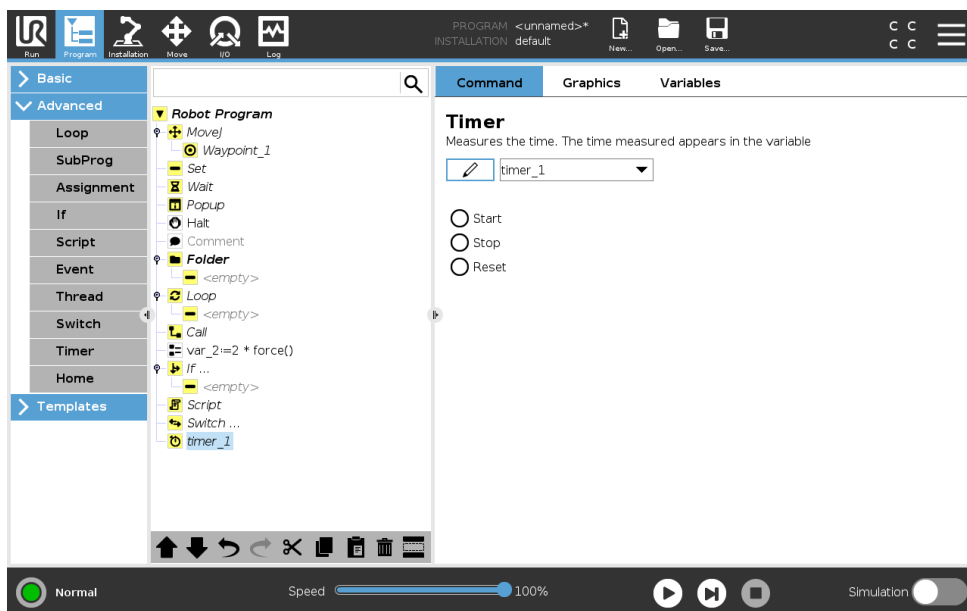 PROGRAM <unnamed>*
INSTALLATION default
UR
Run
Program
Installation
Move
I/O
Log
New...
Open...
Save...
C C
C C
Basic
Advanced
Loop
SubProg
Assignment
If
Script
Event
Thread
Switch
Timer
Home
Templates
Robot Program
MoveJ
Waypoint_1
Set
Wait
Popup
Halt
Comment
Folder
<empty>
Loop
<empty>
Call
var_2:=2 * force()
If ...
<empty>
Script
Switch ...
timer_1
Command
Graphics
Variables
Timer
Measures the time. The time measured appears in the variable
timer_1
Start
Stop
Reset
Normal
Speed
100%
Simulation